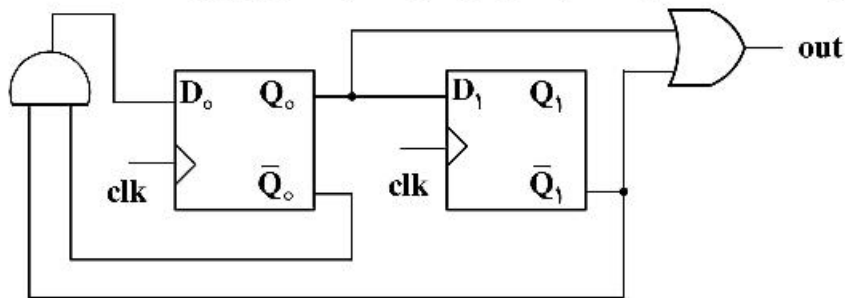 out
D₀ Q₀ D₁ Q₁
clk Q̅₀ clk Q̅₁